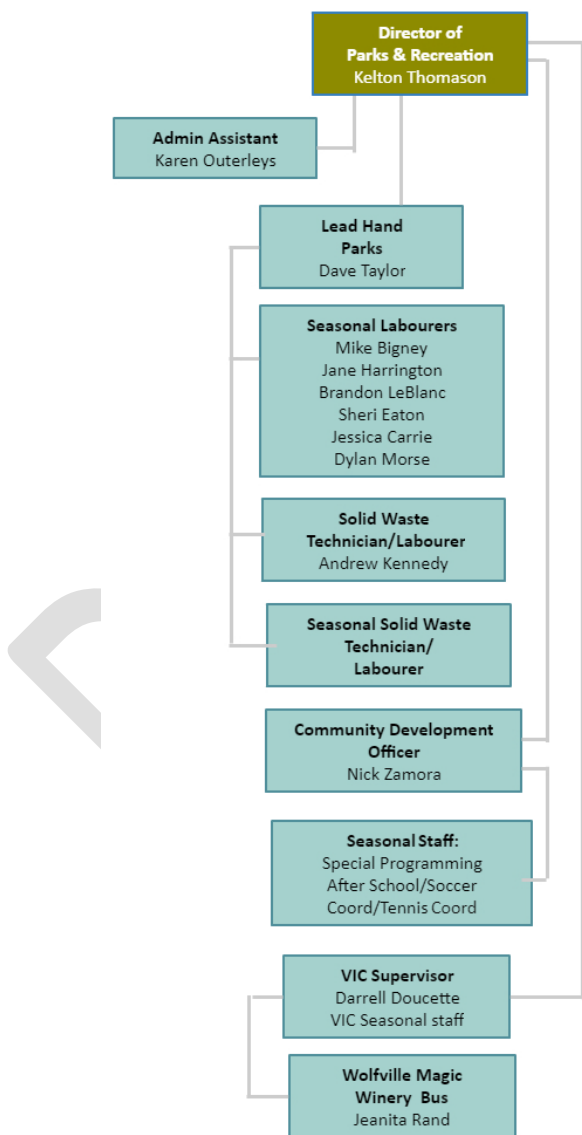 Director of
Parks & Recreation
Kelton Thomason
Admin Assistant
Karen Outerleys
Lead Hand
Parks
Dave Taylor
Seasonal Labourers
Mike Bigney
Jane Harrington
Brandon LeBlanc
Sheri Eaton
Jessica Carrie
Dylan Morse
Solid Waste
Technician/Labourer
Andrew Kennedy
Seasonal Solid Waste
Technician/
Labourer
Community Development
Officer
Nick Zamora
Seasonal Staff:
Special Programming
After School/Soccer
Coord/Tennis Coord
VIC Supervisor
Darrell Doucette
VIC Seasonal staff
Wolfville Magic
Winery Bus
Jeanita Rand